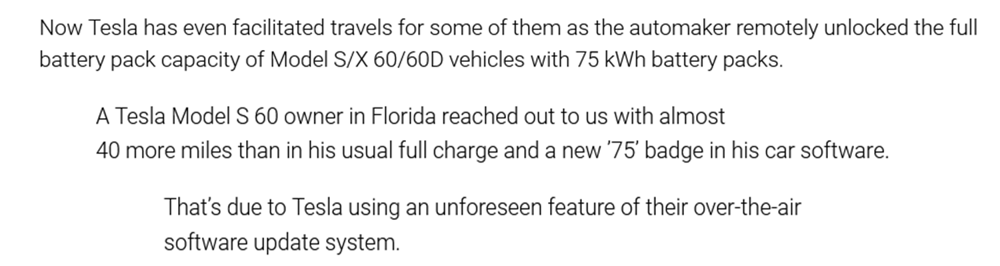 Now Tesla has even facilitated travels for some of them as the automaker remotely unlocked the full
battery pack capacity of Model S/X 60/60D vehicles with 75 kWh battery packs.
A Tesla Model S 60 owner in Florida reached out to us with almost
40 more miles than in his usual full charge and a new ’75’ badge in his car software.
That’s due to Tesla using an unforeseen feature of their over-the-air
software update system.